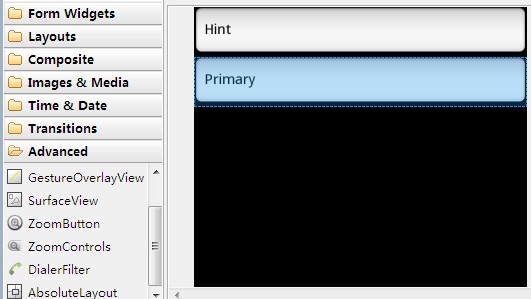 Form Widgets
Layouts
Composite
Images & Media
Time & Date
Transitions
Advanced
GestureOverlayView
SurfaceView
ZoomButton
ZoomControls
DialerFilter
AbsoluteLayout
Hint
Primary